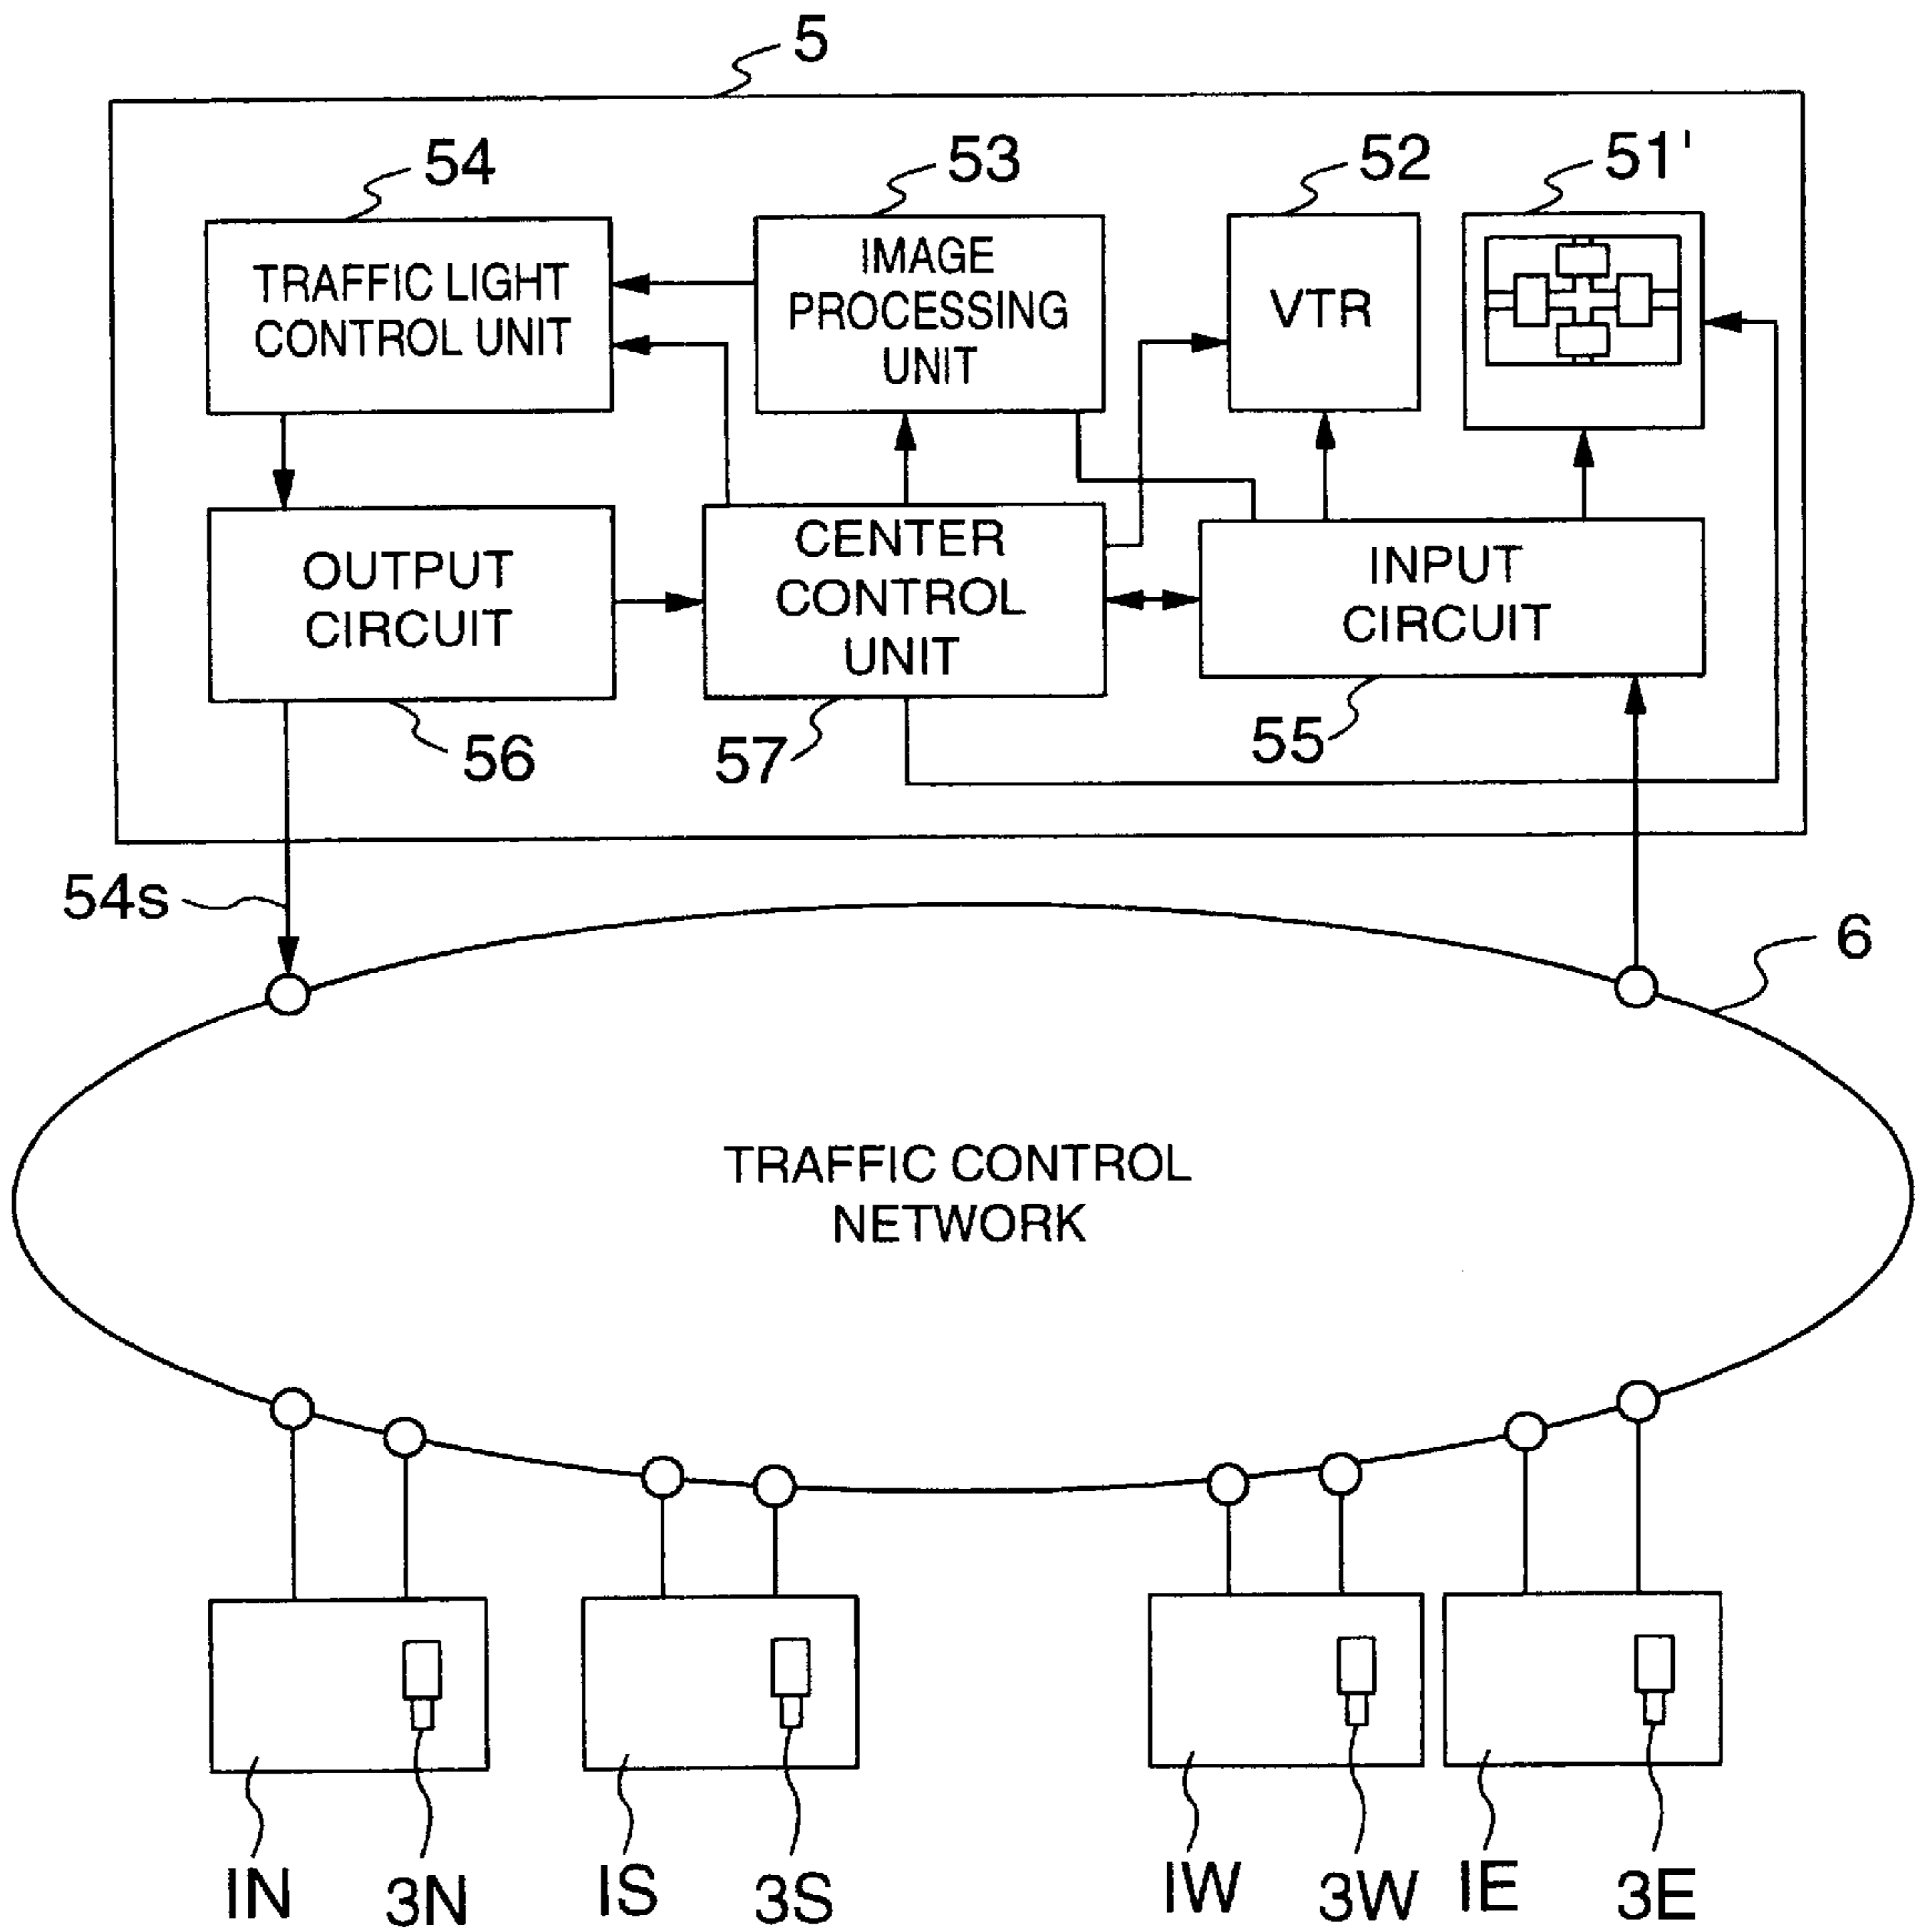 5
54
53
52
51'
TRAFFIC LIGHT
CONTROL UNIT
IMAGE
PROCESSING
UNIT
VTR
OUTPUT
CIRCUIT
CENTER
CONTROL
UNIT
INPUT
CIRCUIT
56
57
55
54s
6
TRAFFIC CONTROL
NETWORK
IN
3N
IS
3S
IW
3W
IE
3E